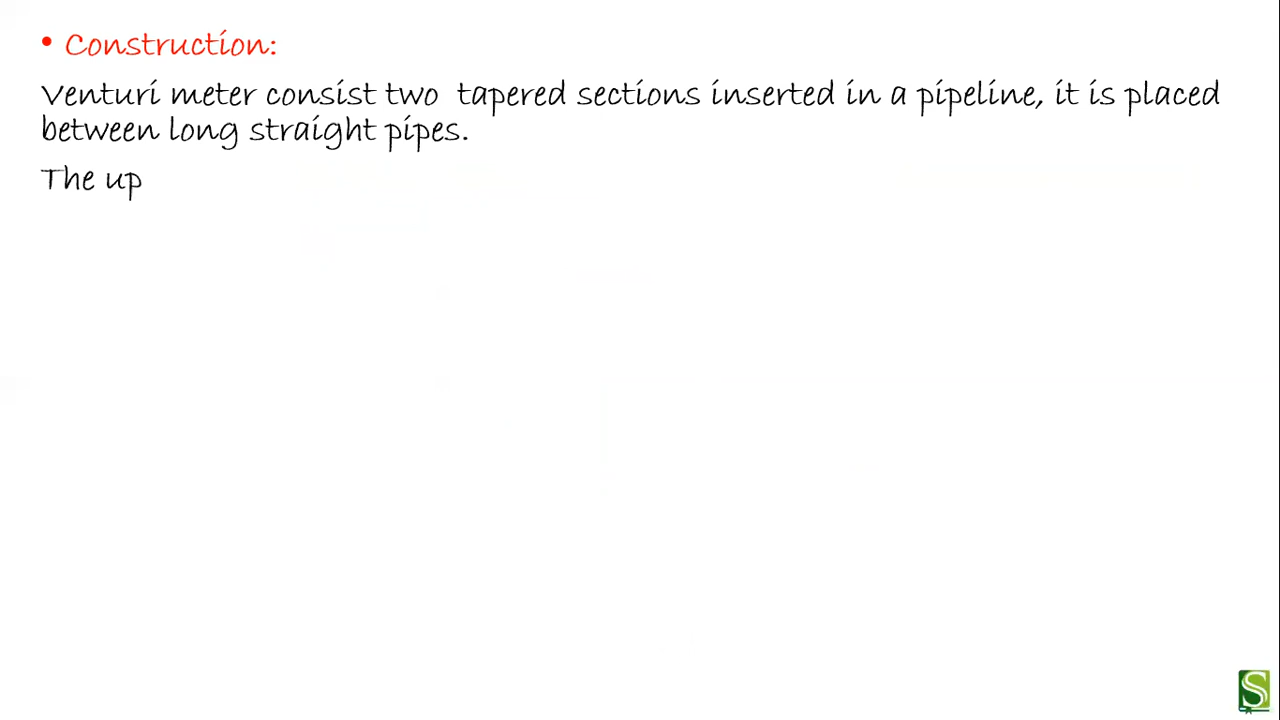 • Construction:
Venturi meter consist two tapered sections inserted in a pipeline, it is placed
between long straight pipes.
The up
S